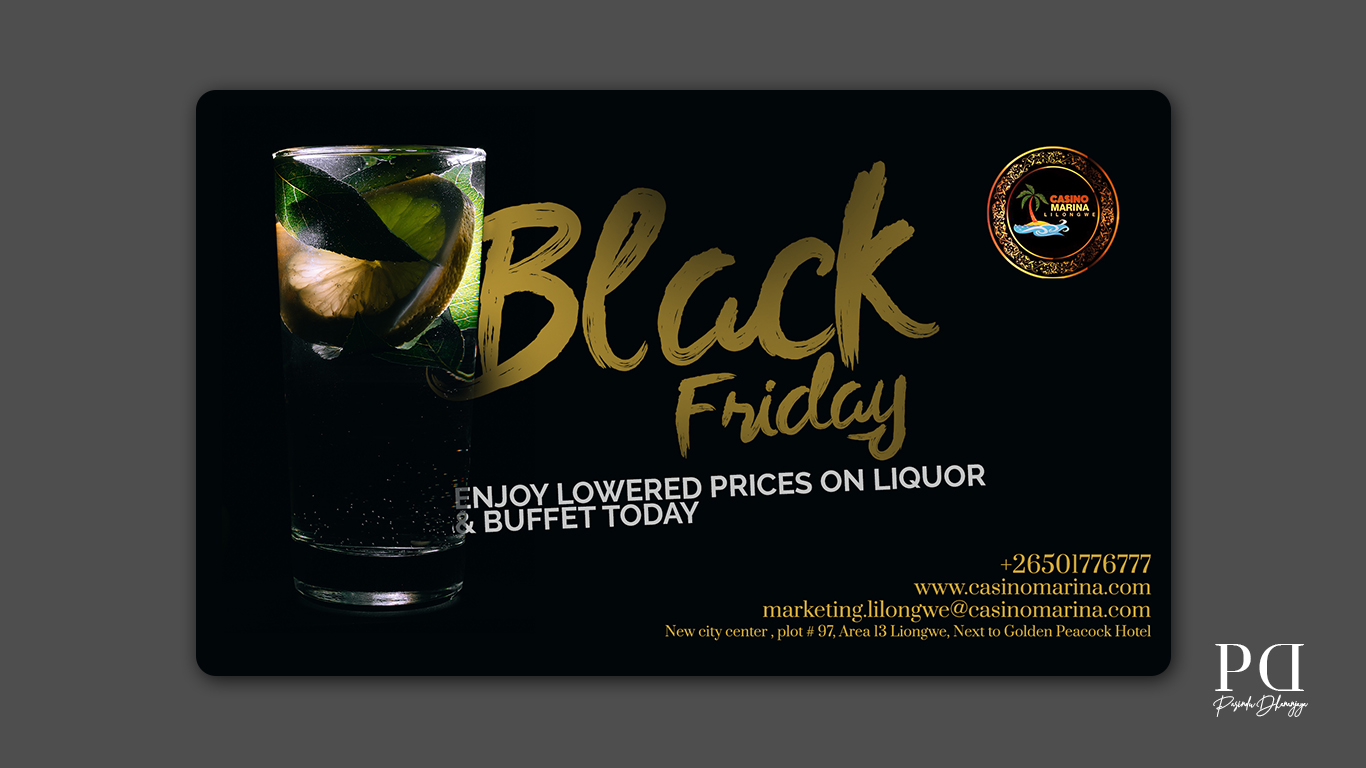 Black
Friday
CASINO
MARINA
LILONGWE
ENJOY LOWERED PRICES ON LIQUOR
& BUFFET TODAY
+26501776777
www.casinomarina.com
marketing.lilongwe@casinomarina.com
New city center , plot # 97, Area 13 Liongwe, Next to Golden Peacock Hotel
PD